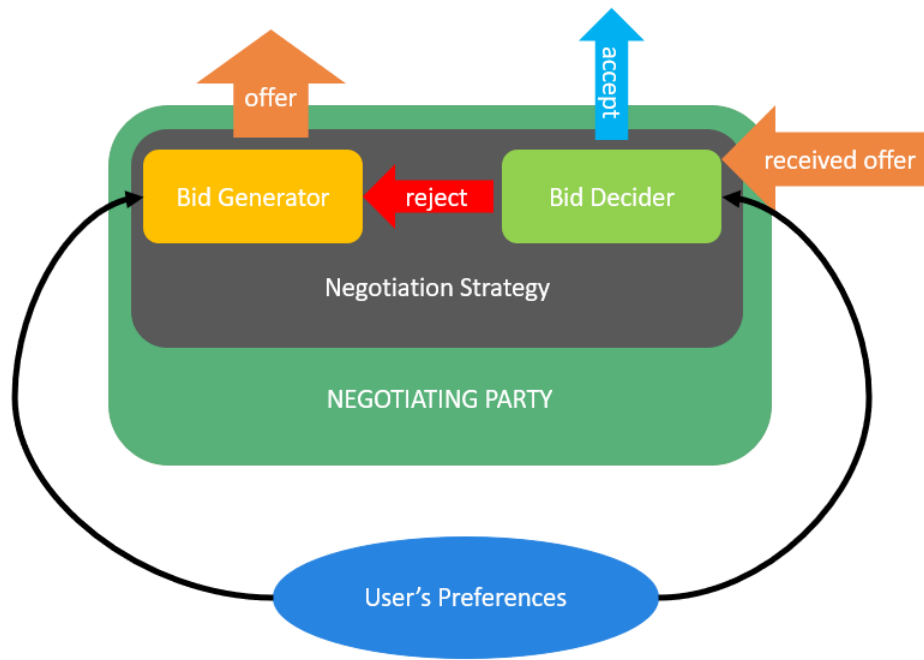 offer
accept
received offer
Bid Generator
reject
Bid Decider
Negotiation Strategy
NEGOTIATING PARTY
User’s Preferences